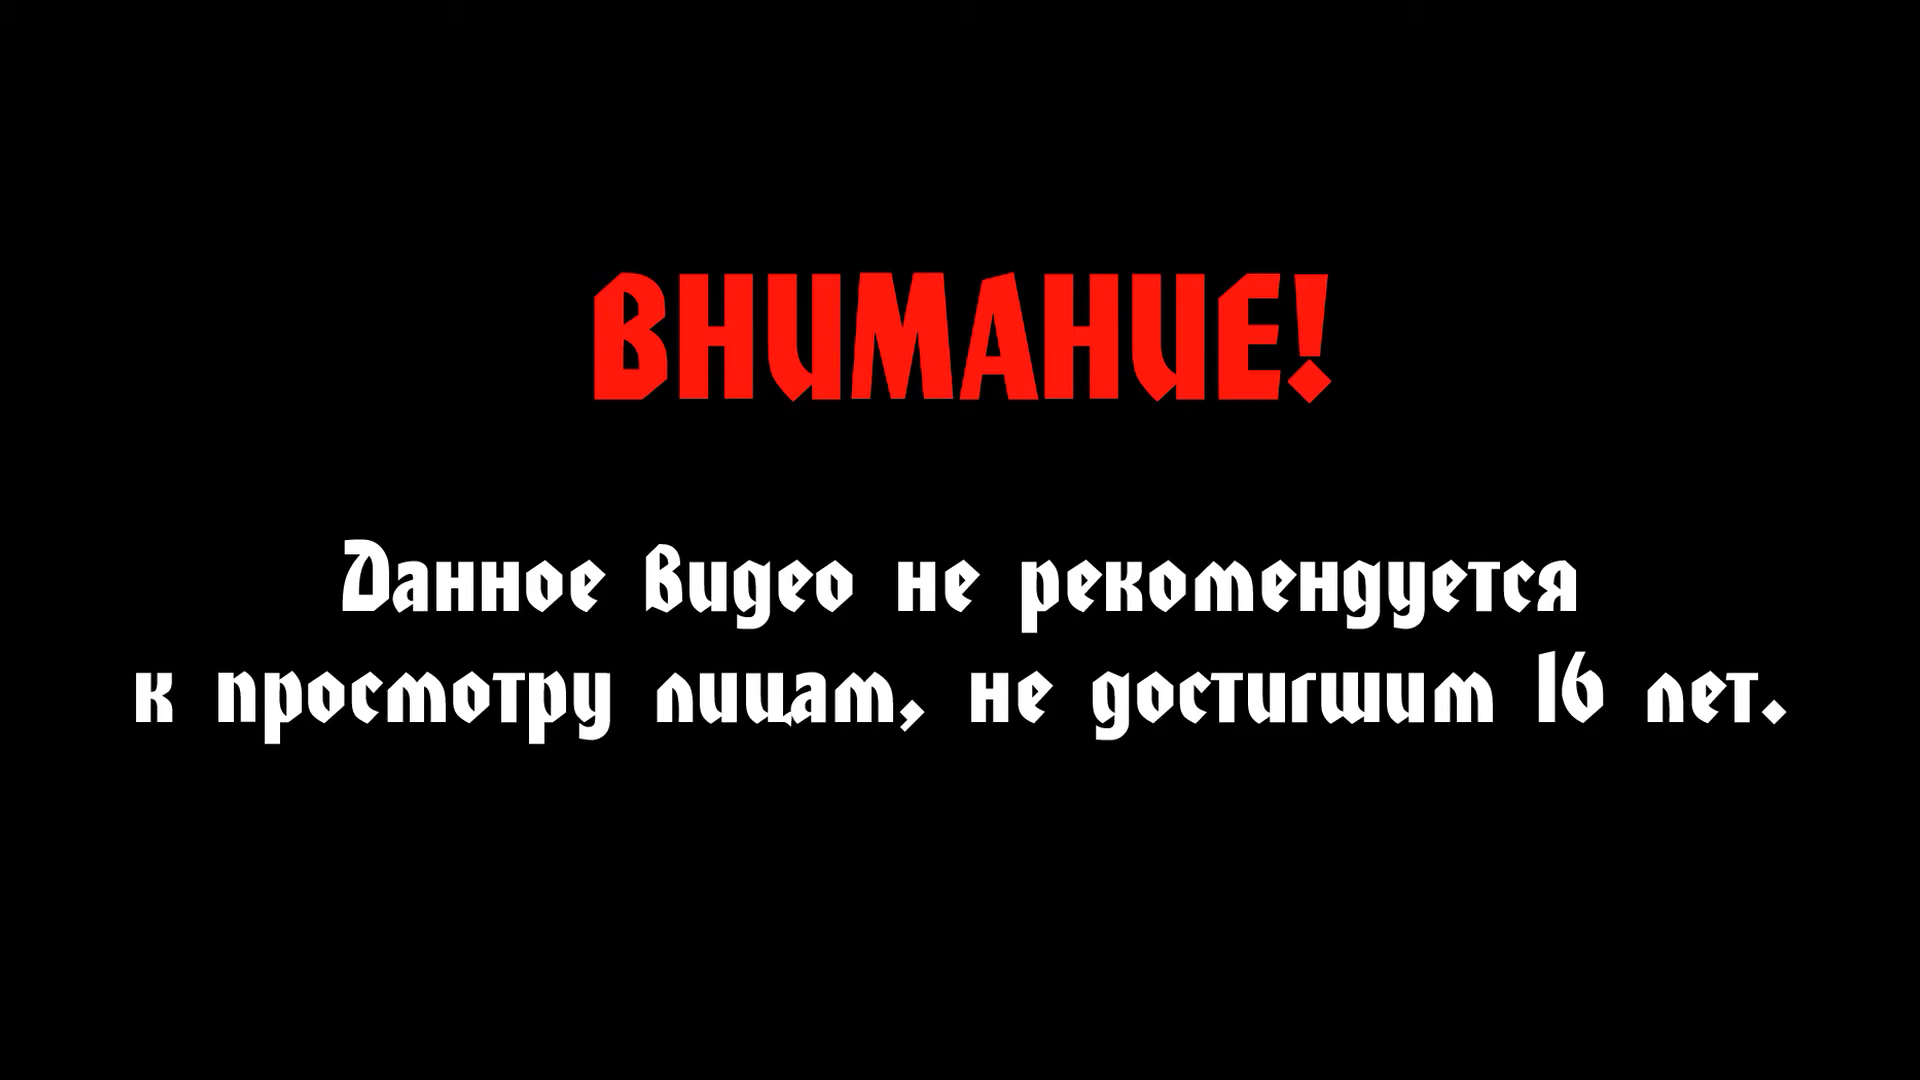 ВНИМАНИЕ!
Данное видео не рекомендуется
к просмотру лицам, не достигшим 16 лет.